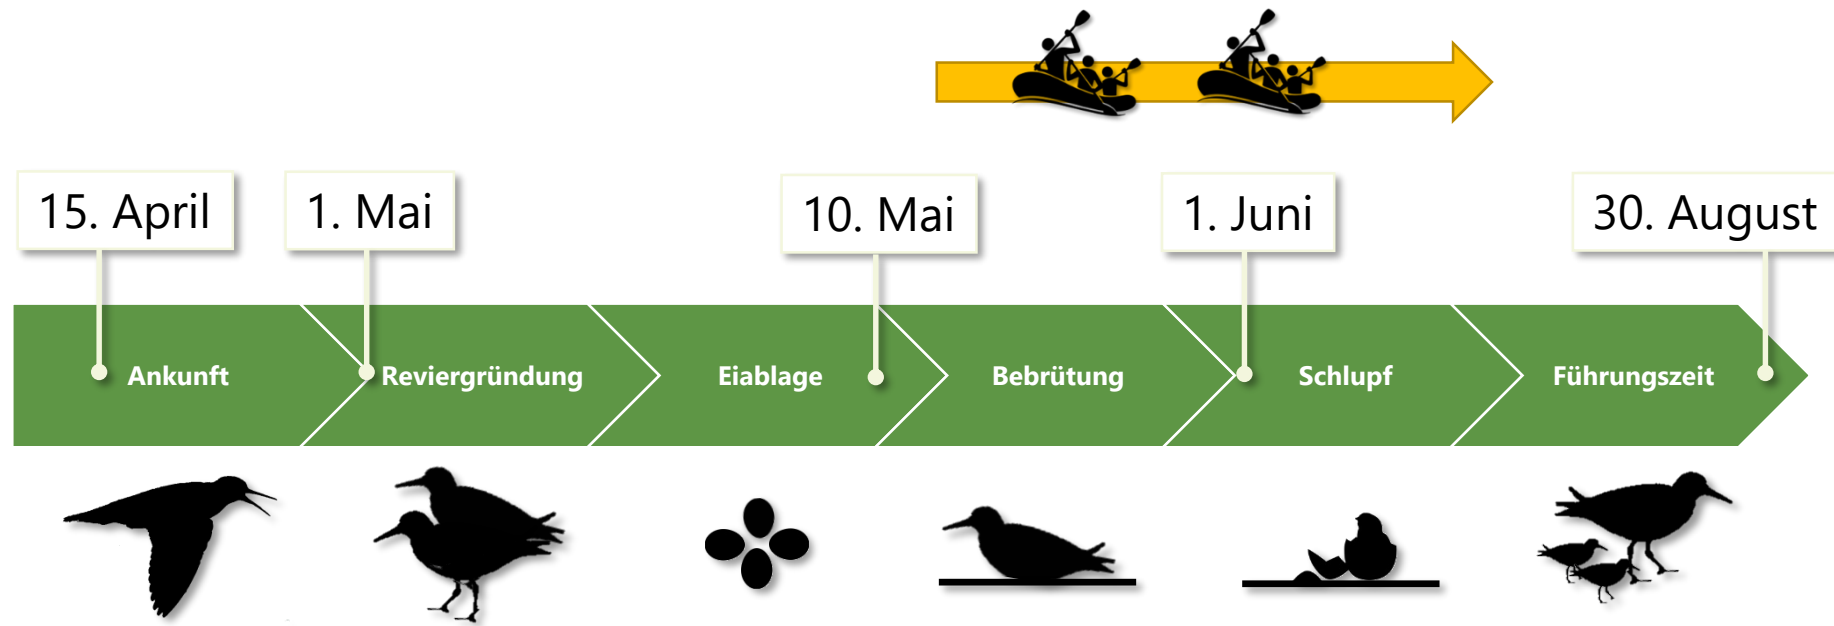 15. April
1. Mai
10. Mai
1. Juni
30. August
Ankunft
Reviergründung
Eiablage
Bebrütung
Schlupf
Führungszeit